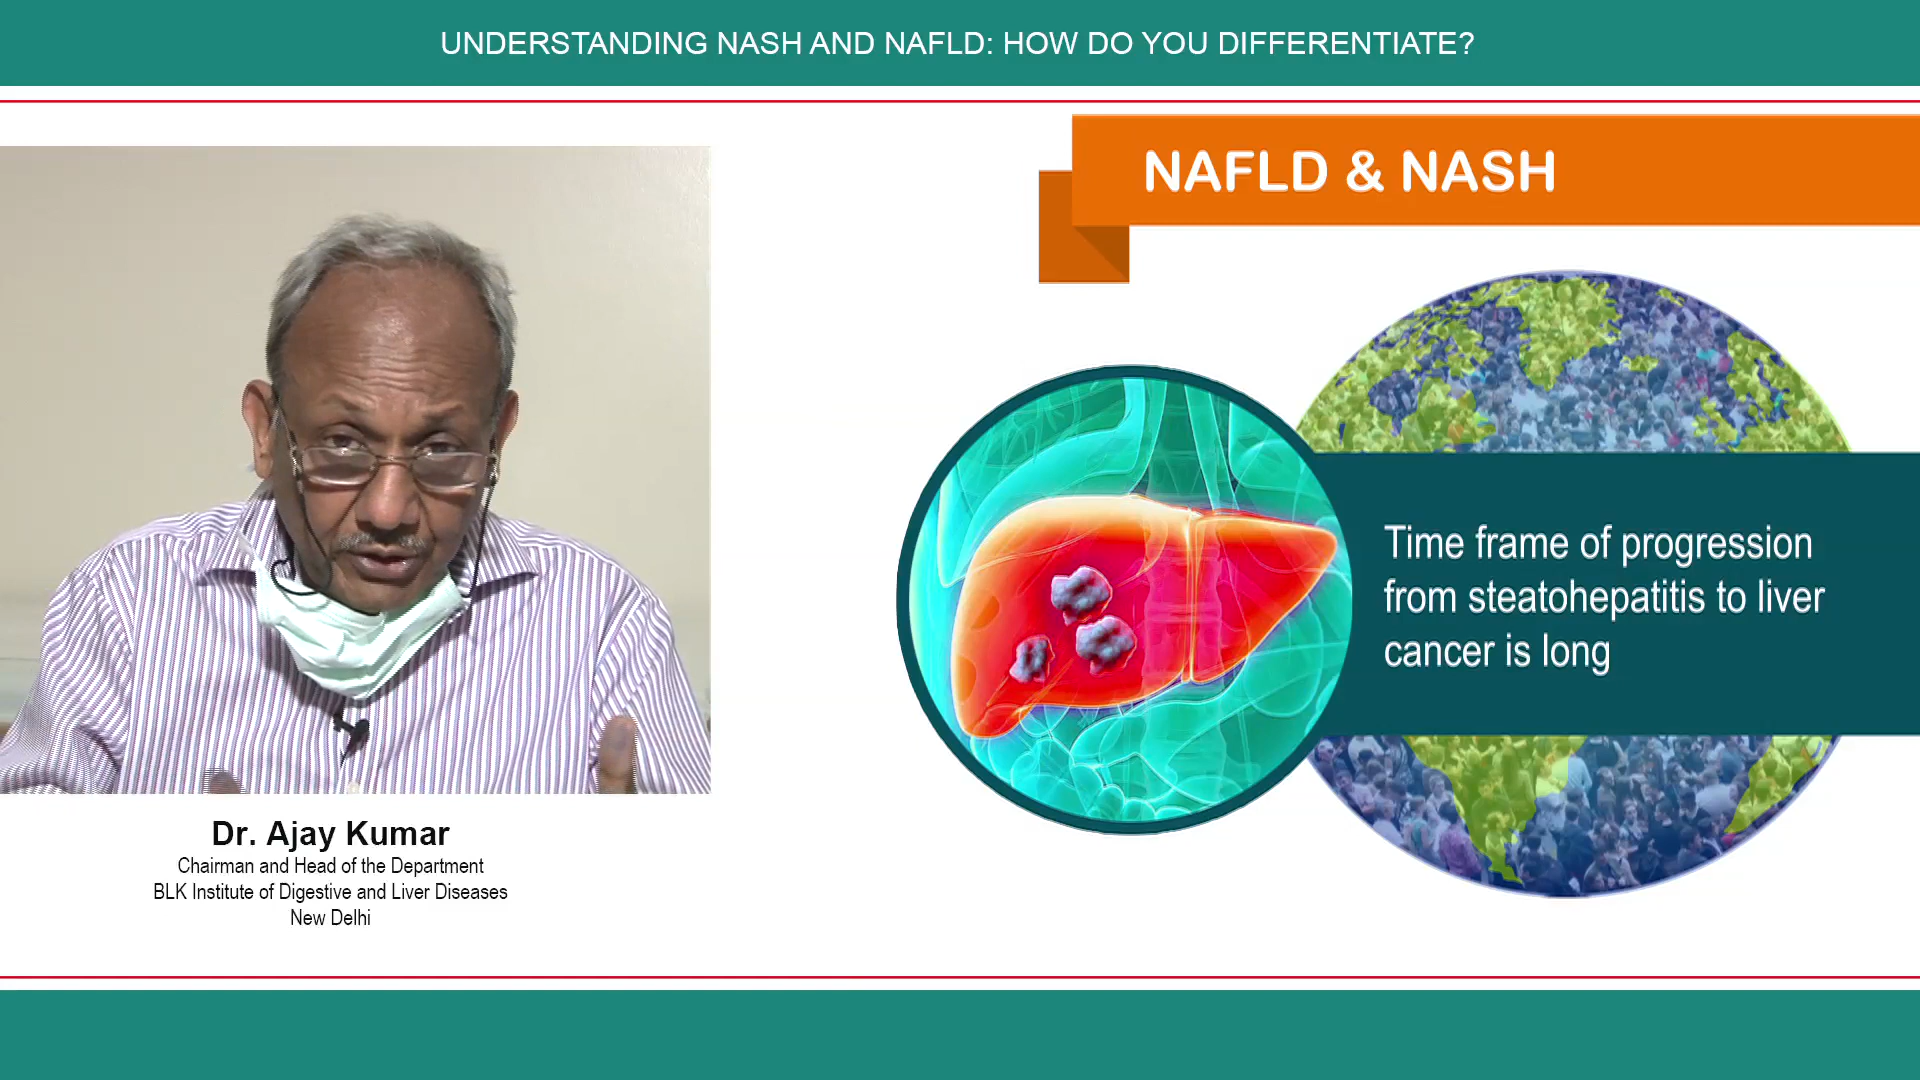 UNDERSTANDING NASH AND NAFLD: HOW DO YOU DIFFERENTIATE?
NAFLD & NASH
Time frame of progression
from steatohepatitis to liver
cancer is long
Dr. Ajay Kumar
Chairman and Head of the Department
BLK Institute of Digestive and Liver Diseases
New Delhi